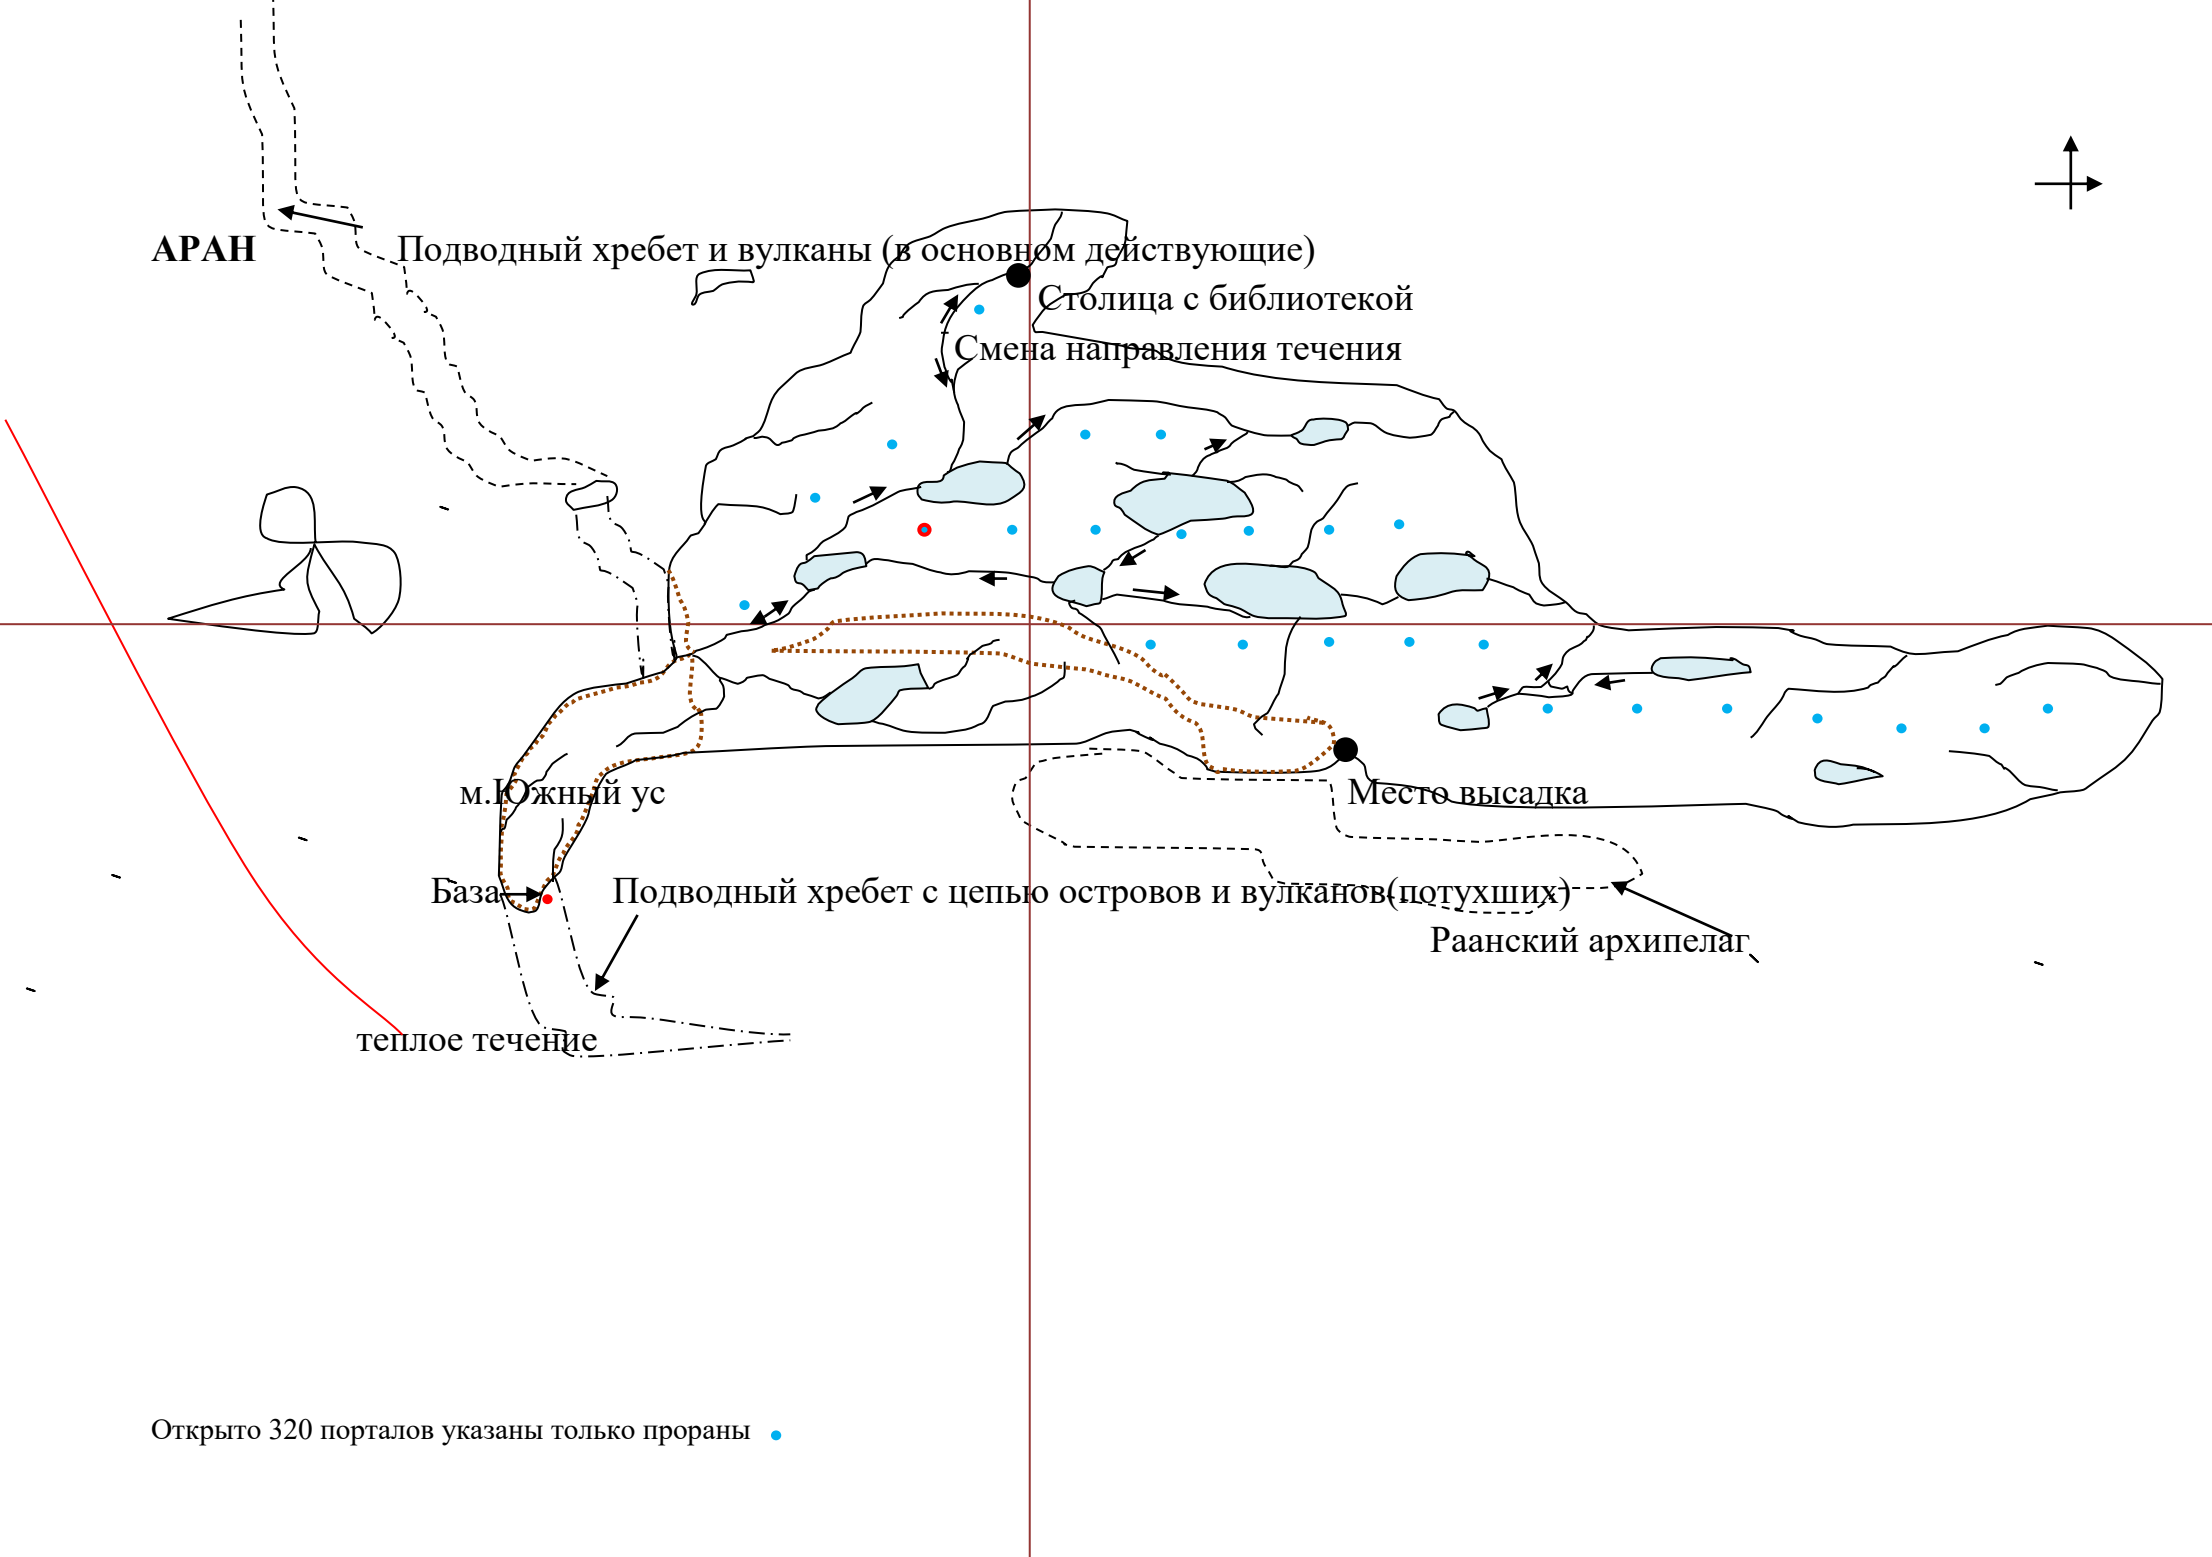 АРАН
Подводный хребет и вулканы (в основном действующие)
Столица с библиотекой
Смена направления течения
м.Южный ус
Место высадка
База
Подводный хребет с цепью островов и вулканов(потухших)
Раанский архипелаг
теплое течение
Открыто 320 порталов указаны только прораны